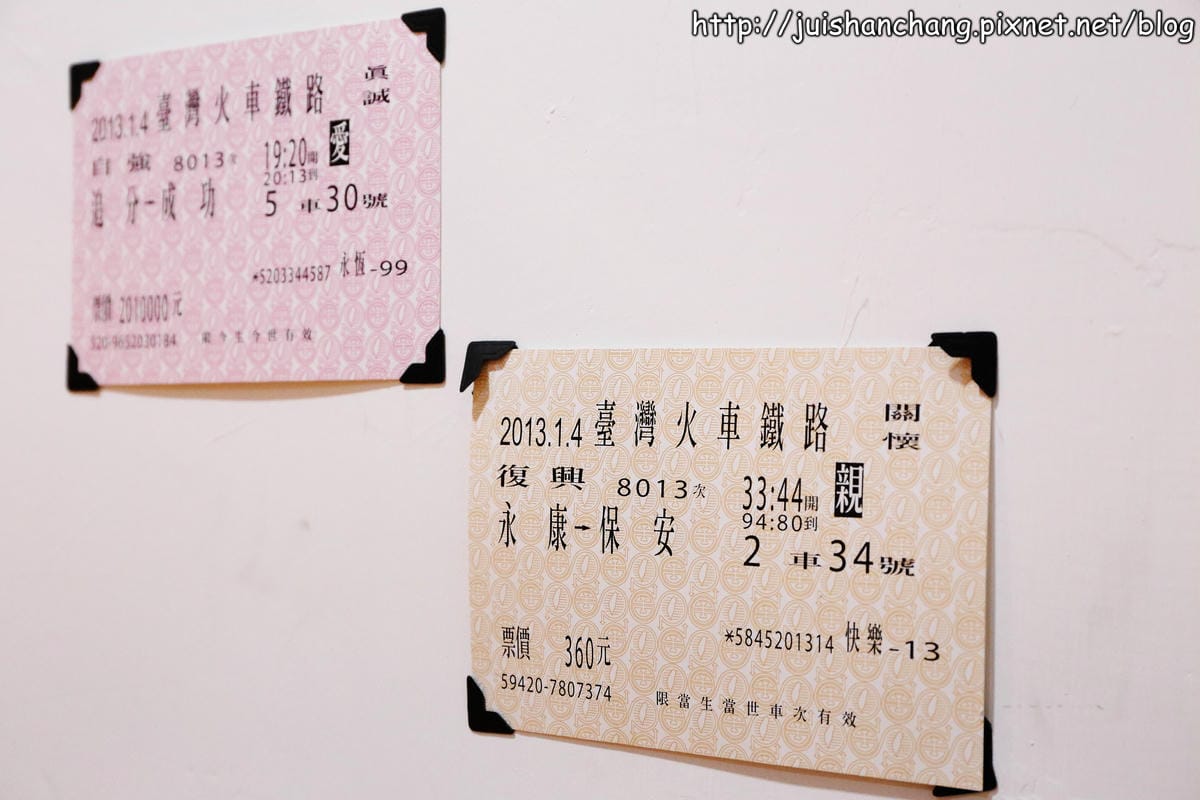 http://juishanchang.pixnet.net/blog
2013.1.4 臺灣火車鐵路 眞誠
自強 8013次 19:20開 愛
20:13到
追分-成功 5車30號
*5203344587 永恆-99
票價 2010000元
520-9652030184 限今生今世有效
2013.1.4 臺灣火車鐵路 關懷
復興 8013次 33:44開 親
94:80到
永康→保安 2車34號
*5845201314 快樂-13
票價 360元
59420-7807374 限當生當世車次有效